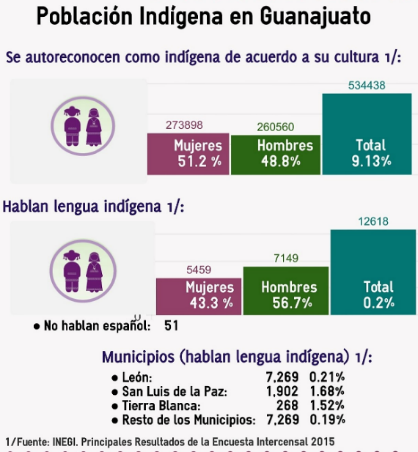 Población Indígena en Guanajuato
Se autoreconocen como indígena de acuerdo a su cultura 1/:
534438
273898
260560
Mujeres Hombres Total
51.2 % 48.8% 9.13%
Hablan lengua indígena 1/:
12618
7149
5459
Mujeres Hombres Total
43.3 % 56.7% 0.2%
• No hablan español: 51
Municipios (hablan lengua indígena) 1/:
• León: 7,269 0.21%
• San Luis de la Paz: 1,902 1.68%
• Tierra Blanca: 268 1.52%
• Resto de los Municipios: 7,269 0.19%
1/Fuente: INEGI. Principales Resultados de la Encuesta Intercensal 2015